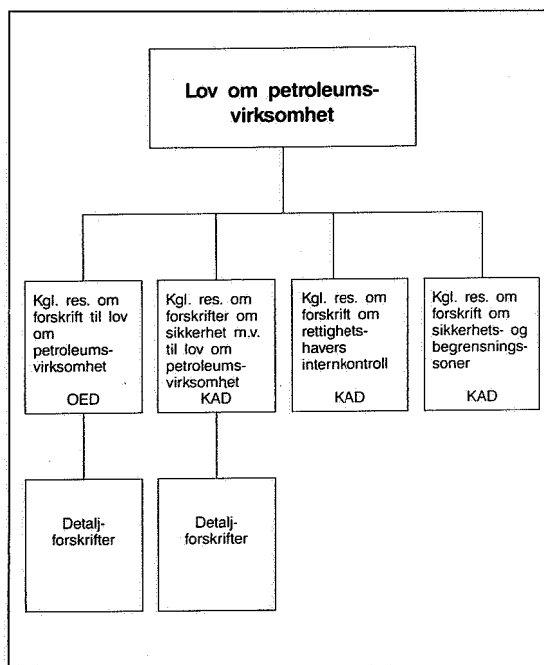 Lov om petroleums-
virksomhet
Kgl. res. om
forskrift til lov
om
petroleums-
virksomhet
OED
Kgl. res. om
forskrifter om
sikkerhet m.v.
til lov om
petroleums-
virksomhet
KAD
Kgl. res. om
forskrift om
rettighets-
havers
internkontroll
KAD
Kgl. res. om
forskrift om
sikkerhets- og
begrensnings-
soner
KAD
Detalj-
forskrifter
Detalj-
forskrifter